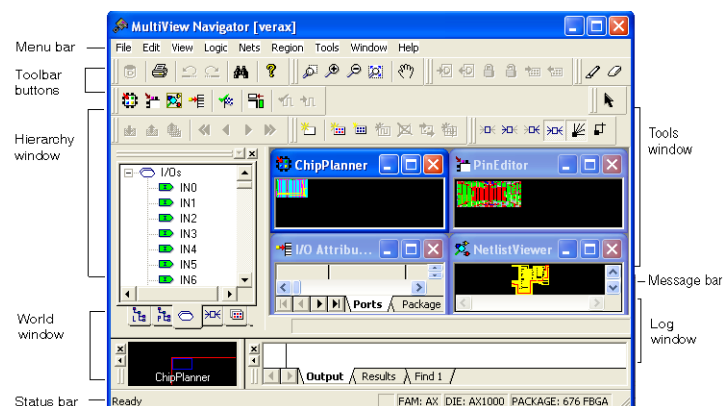 MultiView Navigator [verax]
Menu bar
File Edit View Logic Nets Region Tools Window Help
Toolbar
buttons
Hierarchy
window
Tools
window
I/Os
IN0
IN1
IN2
IN3
IN4
IN5
IN6
ChipPlanner
PinEditor
I/O Attribu...
NetlistViewer
Ports Package
Message bar
World
window
Log
window
ChipPlanner
Output Results Find 1
Status bar
Ready
FAM: AX DIE: AX1000 PACKAGE: 676 FBGA